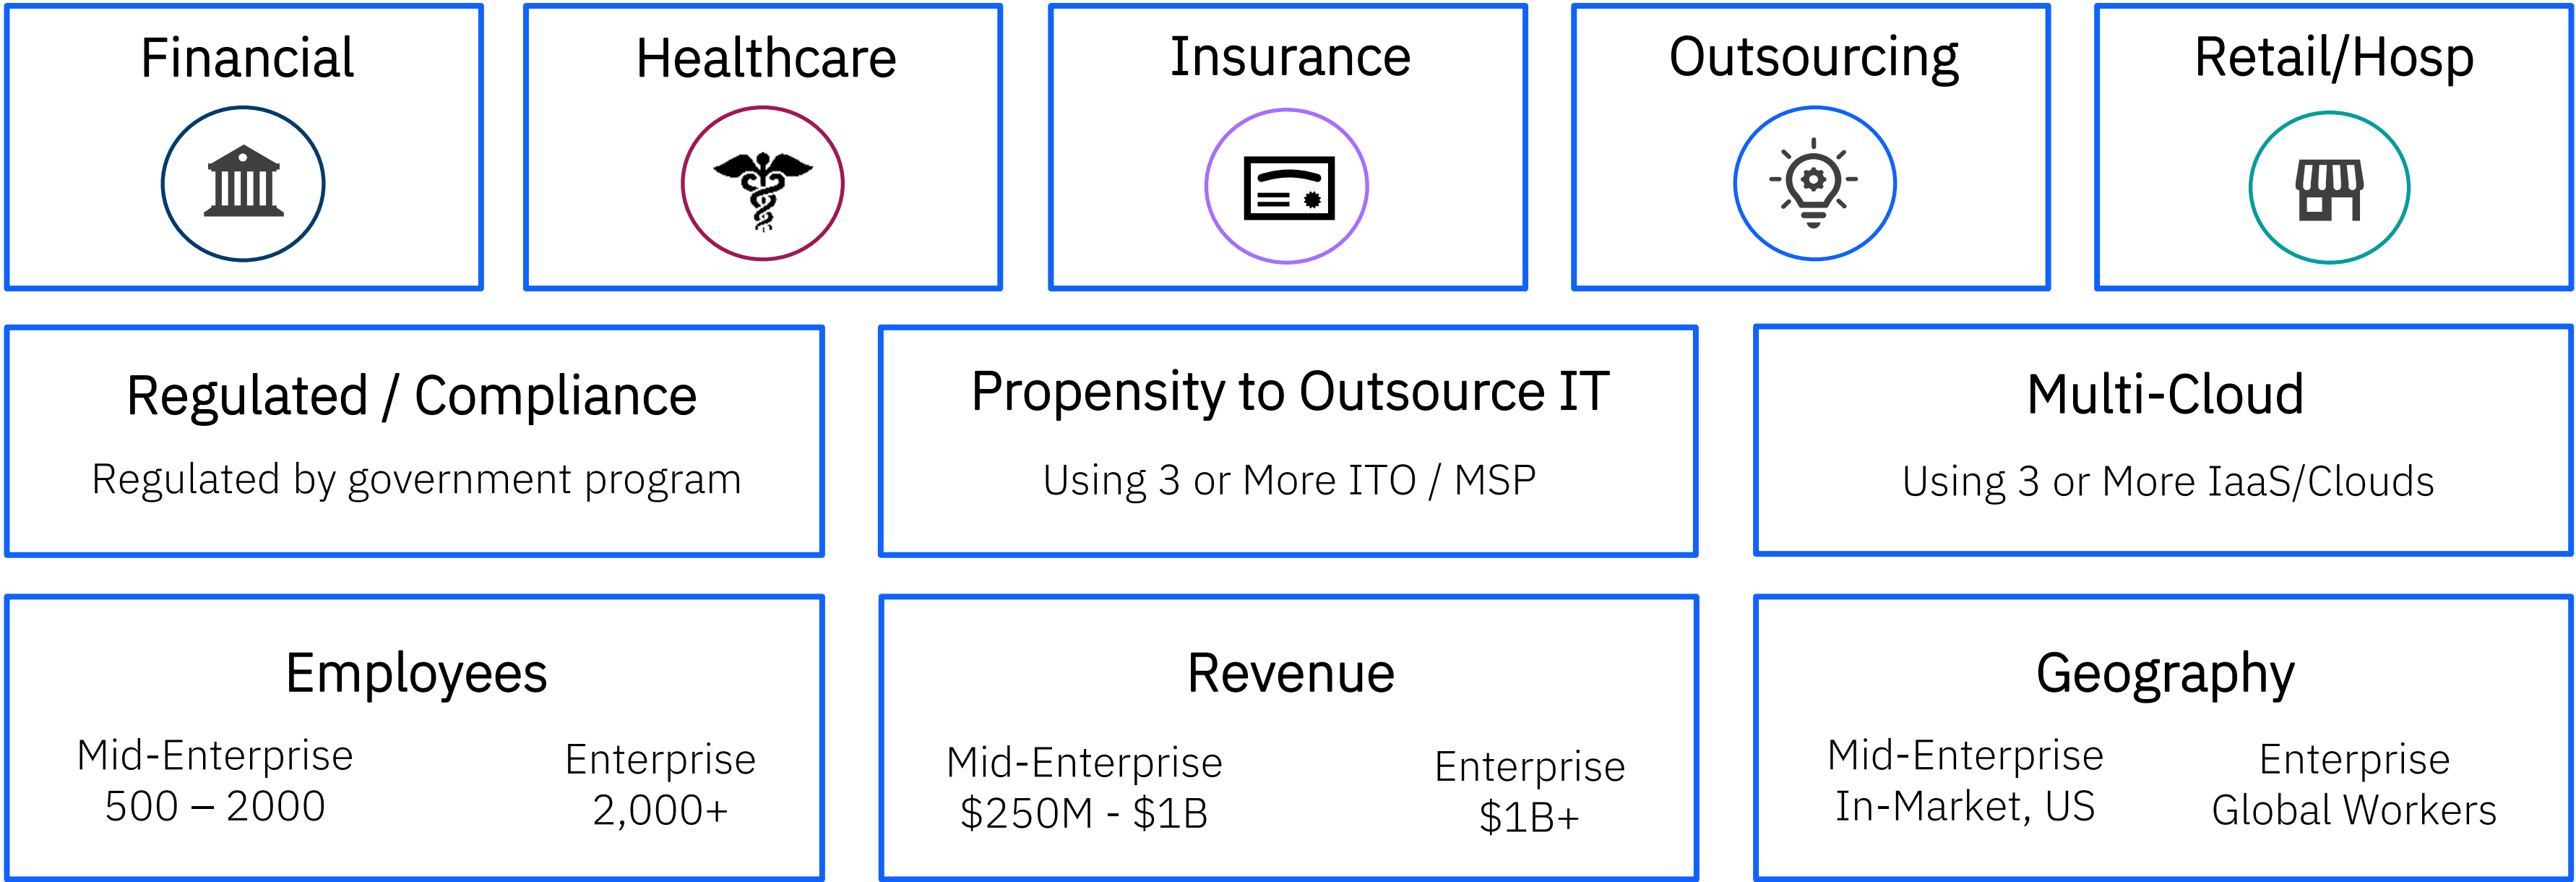 Financial
Healthcare
Insurance
Outsourcing
Retail/Hosp
Regulated / Compliance
Regulated by government program
Propensity to Outsource IT
Using 3 or More ITO / MSP
Multi-Cloud
Using 3 or More IaaS/Clouds
Employees
Mid-Enterprise
500 – 2000
Enterprise
2,000+
Revenue
Mid-Enterprise
$250M - $1B
Enterprise
$1B+
Geography
Mid-Enterprise
In-Market, US
Enterprise
Global Workers